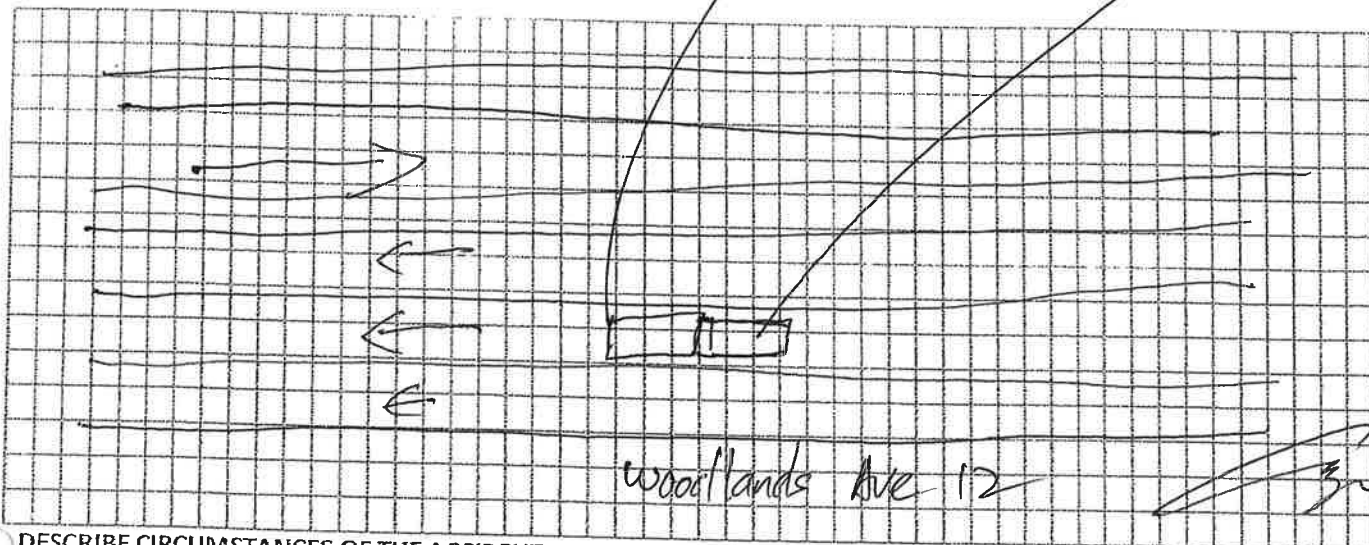 woodlands Ave 12
DESCRIBE CIRCUMSTANCES OF THE ACCIDENT